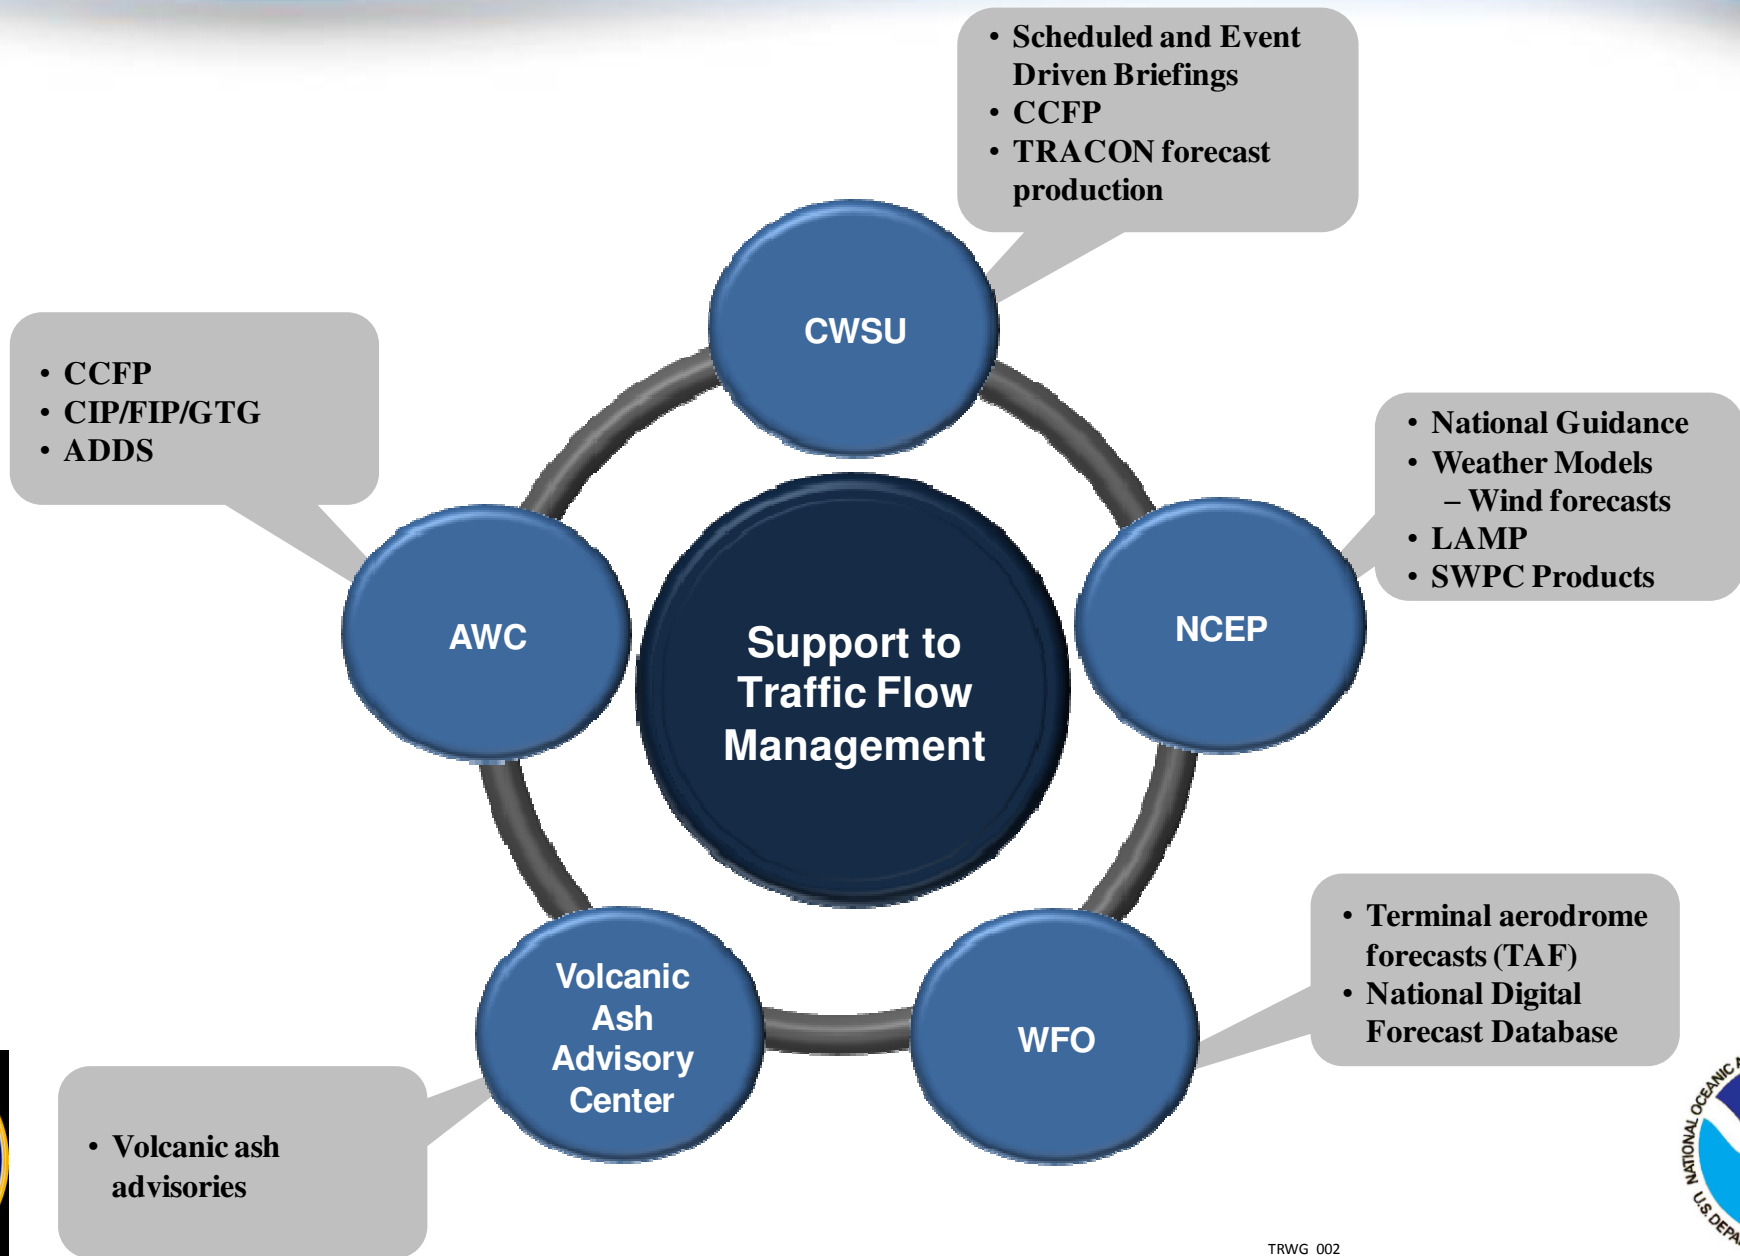 • Scheduled and Event
Driven Briefings
• CCFP
• TRACON forecast
production
CWSU
• CCFP
• CIP/FIP/GTG
• ADDS
• National Guidance
• Weather Models
– Wind forecasts
• LAMP
• SWPC Products
AWC
NCEP
Support to
Traffic Flow
Management
• Terminal aerodrome
forecasts (TAF)
• National Digital
Forecast Database
Volcanic
Ash
Advisory
Center
WFO
• Volcanic ash
advisories
NATIONAL OCEANIC
U.S.
TRWG 002